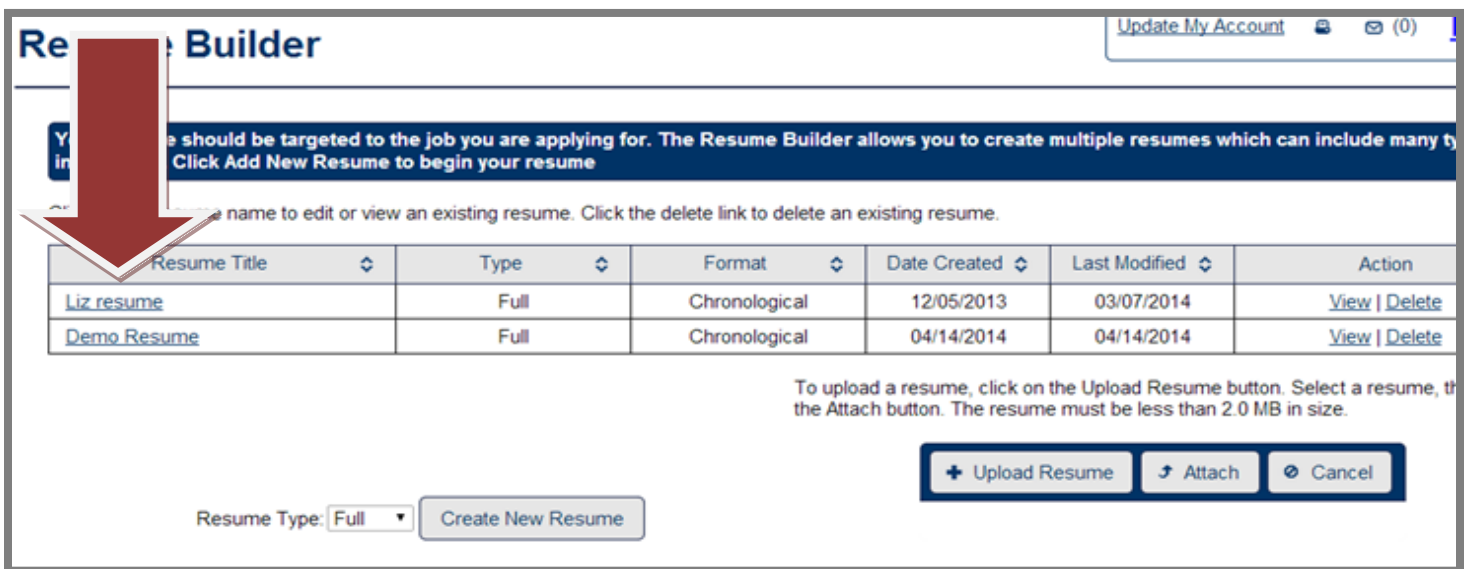 Re Builder
Update My Account (0)
Y e should be targeted to the job you are applying for. The Resume Builder allows you to create multiple resumes which can include many ty
in Click Add New Resume to begin your resume
name to edit or view an existing resume. Click the delete link to delete an existing resume.
Resume Title Type Format Date Created Last Modified Action
Liz resume Full Chronological 12/05/2013 03/07/2014 View | Delete
Demo Resume Full Chronological 04/14/2014 04/14/2014 View | Delete
To upload a resume, click on the Upload Resume button. Select a resume, th
the Attach button. The resume must be less than 2.0 MB in size.
Upload Resume Attach Cancel
Resume Type: Full Create New Resume